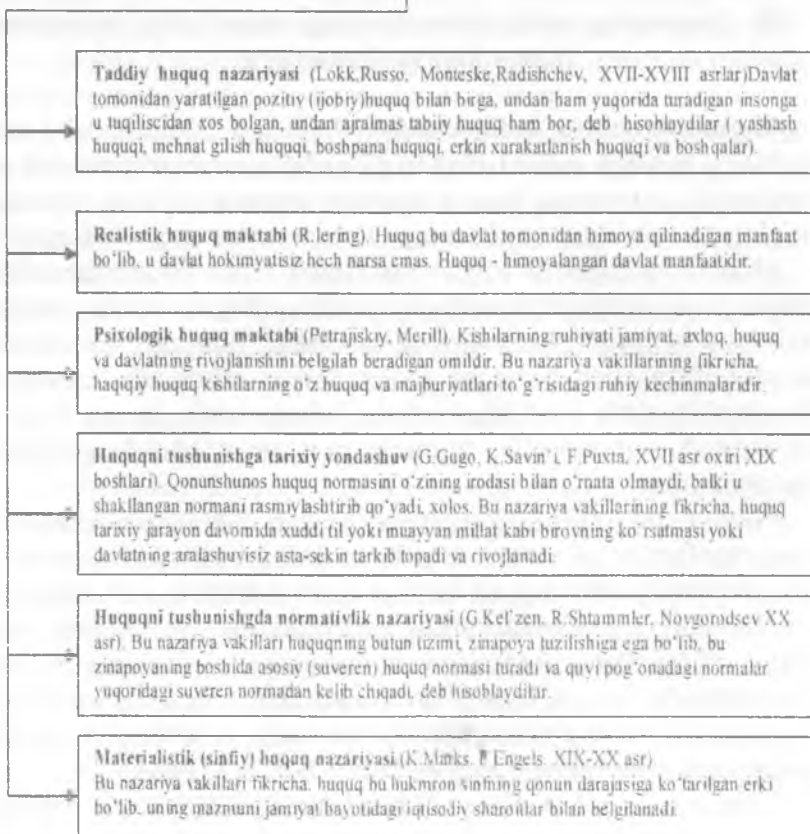 Taddiy huquq nazariyasi (Lokk,Russo, Monteske,Radishchev, XVII-XVIII asrlar)Davlat
tomonidan yaratilgan pozitiv (ijobiy)huquq bilan birga, undan ham yuqorida turadigan insonga
u tuqiliscidan xos bolgan, undan ajralmas tabiiy huquq ham bor, deb hisohlaydilar ( yashash
huquqi, mehnat gilish huquqi, boshpana huquqi, erkin xarakatlanish huquqi va boshqalar).
Realistik huquq maktabi (R.Iering). Huquq bu davlat tomonidan himoya qilinadigan manfaat
bo'lib, u davlat hokimyatisiz hech narsa emas. Huquq - himoyalangan davlat manfaatidir.
Psixologik huquq maktabi (Petrajiskiy, Merill). Kishilarning ruhiyati jamiyat, axloq, huquq
va davlatning rivojlanishini belgilab beradigan omildir. Bu nazariya vakillarning fikricha,
haqiqiy huquq kishilarning o'z huquq va majburiyatlari to'g'risidagi ruhiy kechinmalaridir.
Huquqni tushunishga tarixiy yondashuv (G.Gugo, K.Savin'i, F.Puxta, XVII asr oxiri XIX
boshlari). Qonunshunos huquq normasini o'zining irodasi bilan o'rnata olmaydi, balki u
shakllangan normani rasmiylashtirib qo'yadi, xolos. Bu nazariya vakillarining fikricha, huquq
tarixiy jarayon davomida xuddi til yoki muayyan millat kabi birovning ko'rsatmasi yoki
davlatning aralashuvisiz asta-sekin tarkib topadi va rivojlanadi.
Huquqni tushunishgda normativlik nazariyasi (G.Kel'zen, R.Shtammler, Novgorodsev XX
asr). Bu nazariya vakillari huquqning butun tizimi, zinapoya tuzilishiga ega bo'lib, bu
zinapoyaning boshida asosiy (suveren) huquq normasi turadi va quyi pog'onadagi normalar
yuqoridagi suveren normadan kelib chiqadi, deb hisoblaydilar.
Materialistik (sinfiy) huquq nazariyasi (K.Marks. F Engels. XIX-XX asr)
Bu nazariya vakillari fikricha, huquq bu hukmron sinfning qonun darajasiga ko'tarilgan erki
bo'lib, uning mazmuni jamiyat hayotidagi iqtisodiy sharoitlar bilan belgilanadi.